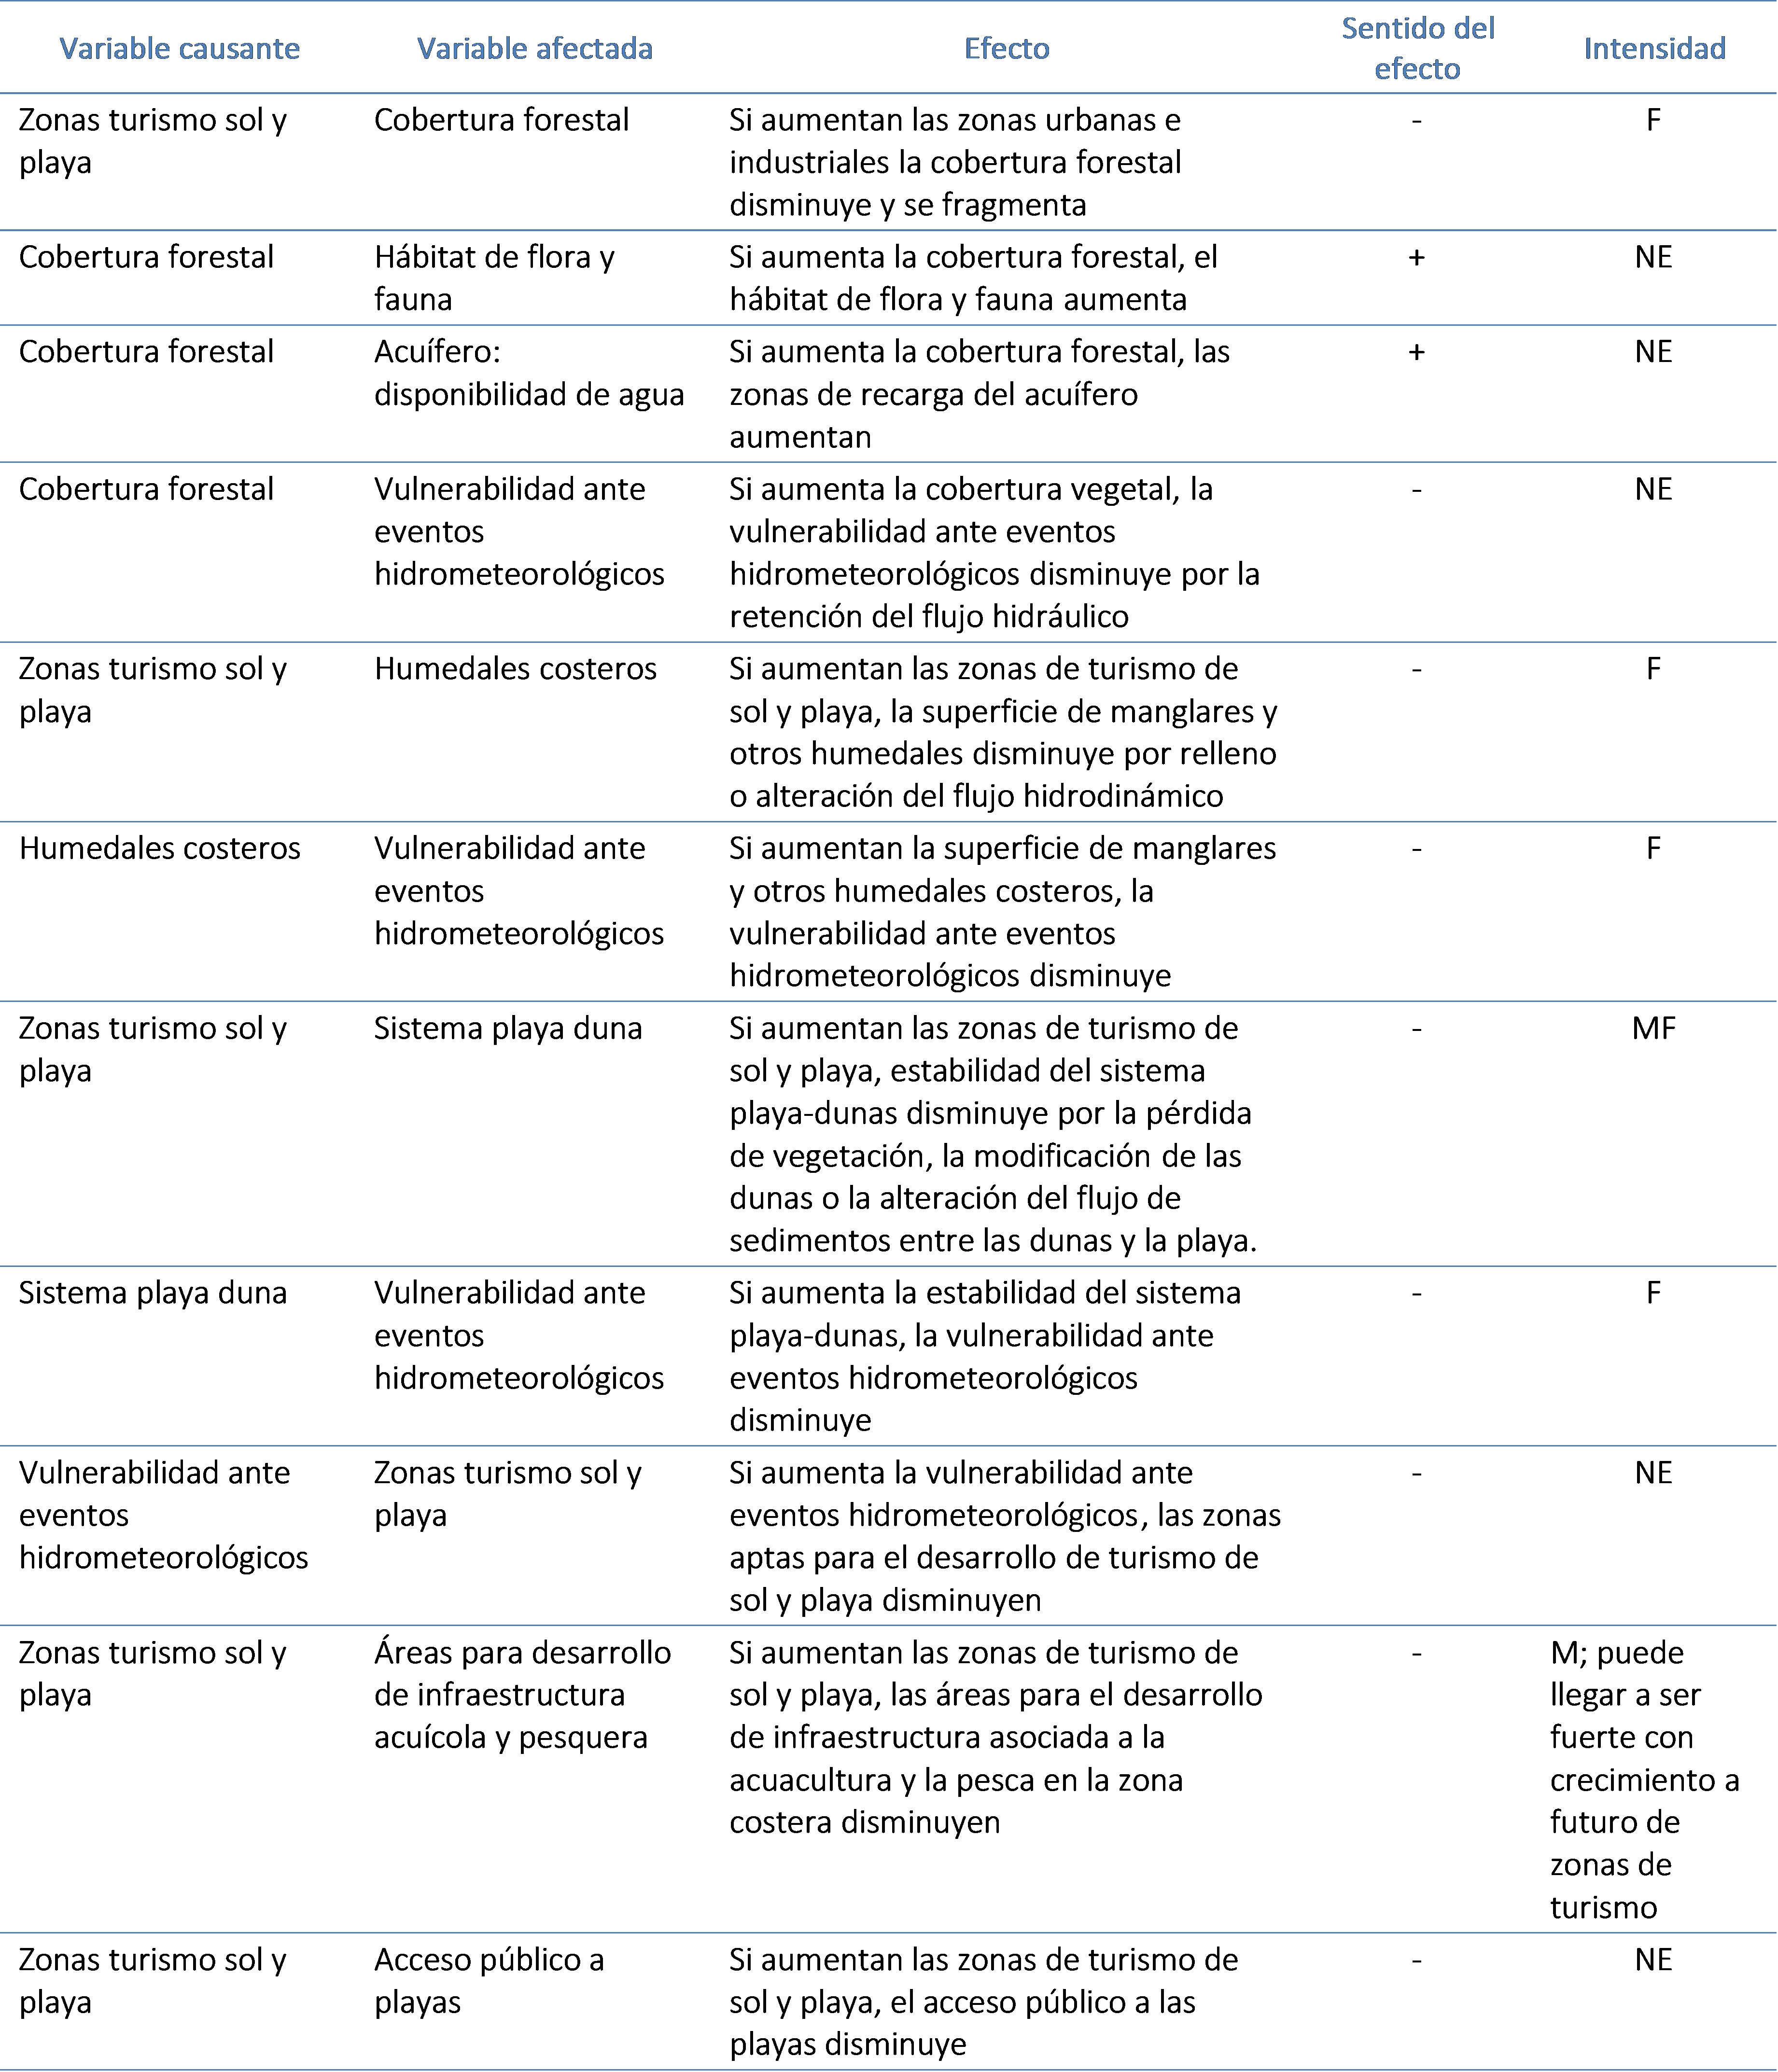 Variable causante
Variable afectada
Efecto
Sentido del
efecto
Intensidad
Zonas turismo sol y
playa
Cobertura forestal
Si aumentan las zonas urbanas e
industriales la cobertura forestal
disminuye y se fragmenta
-
F
Cobertura forestal
Hábitat de flora y
fauna
Si aumenta la cobertura forestal, el
hábitat de flora y fauna aumenta
+
NE
Cobertura forestal
Acuífero:
disponibilidad de agua
Si aumenta la cobertura forestal, las
zonas de recarga del acuífero
aumentan
+
NE
Cobertura forestal
Vulnerabilidad ante
eventos
hidrometeorológicos
Si aumenta la cobertura vegetal, la
vulnerabilidad ante eventos
hidrometeorológicos disminuye por la
retención del flujo hidráulico
-
NE
Zonas turismo sol y
playa
Humedales costeros
Si aumentan las zonas de turismo de
sol y playa, la superficie de manglares y
otros humedales disminuye por relleno
o alteración del flujo hidrodinámico
-
F
Humedales costeros
Vulnerabilidad ante
eventos
hidrometeorológicos
Si aumentan la superficie de manglares
y otros humedales costeros, la
vulnerabilidad ante eventos
hidrometeorológicos disminuye
-
F
Zonas turismo sol y
playa
Sistema playa duna
Si aumentan las zonas de turismo de
sol y playa, estabilidad del sistema
playa-dunas disminuye por la pérdida
de vegetación, la modificación de las
dunas o la alteración del flujo de
sedimentos entre las dunas y la playa.
-
MF
Sistema playa duna
Vulnerabilidad ante
eventos
hidrometeorológicos
Si aumenta la estabilidad del sistema
playa-dunas, la vulnerabilidad ante
eventos hidrometeorológicos
disminuye
-
F
Vulnerabilidad ante
eventos
hidrometeorológicos
Zonas turismo sol y
playa
Si aumenta la vulnerabilidad ante
eventos hidrometeorológicos, las zonas
aptas para el desarrollo de turismo de
sol y playa disminuyen
-
NE
Zonas turismo sol y
playa
Áreas para desarrollo
de infraestructura
acuícola y pesquera
Si aumentan las zonas de turismo de
sol y playa, las áreas para el desarrollo
de infraestructura asociada a la
acuacultura y la pesca en la zona
costera disminuyen
-
M; puede
llegar a ser
fuerte con
crecimiento a
futuro de
zonas de
turismo
Zonas turismo sol y
playa
Acceso público a
playas
Si aumentan las zonas de turismo de
sol y playa, el acceso público a las
playas disminuye
-
NE